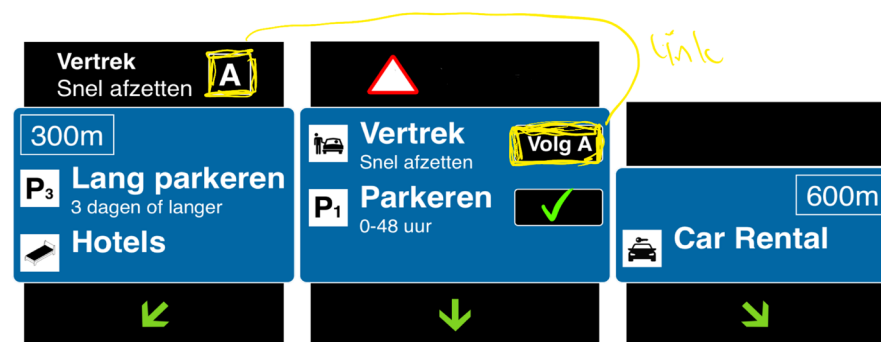 Vertrek
Snel afzetten A
300m
P3 Lang parkeren
3 dagen of langer
Hotels
Vertrek
Snel afzetten
Volg A
P1 Parkeren
0-48 uur
600m
Car Rental
Link